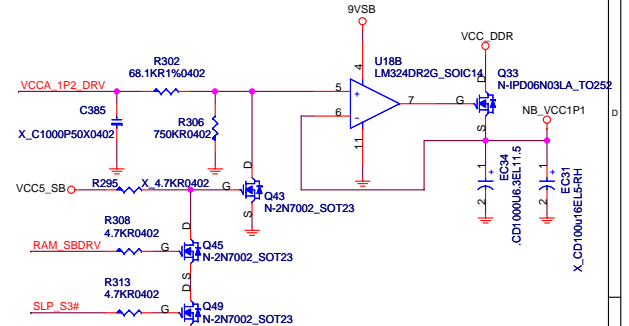 9VSB
VCC_DDR
R302
68.1KR1%0402
U18B
LM324DR2G_SOIC14
Q33
N-IPD06N03LA_TO252
VCCA_1P2_DRV
4
5
+
6
-
7
11
D
G
S
NB_VCC1P1
D
C385
X_C1000P50X0402
R306
750KR0402
1
+
2
EC34
.CD1000U6.3EL11.5
1
+
2
EC31
X_CD100u16EL5-RH
VCC5_SB
R295
X_4.7KR0402
D
G
S
Q43
N-2N7002_SOT23
R308
4.7KR0402
RAM_SBDRV
D
G
S
Q45
N-2N7002_SOT23
R313
4.7KR0402
SLP_S3#
D
G
Q49
N-2N7002_SOT23